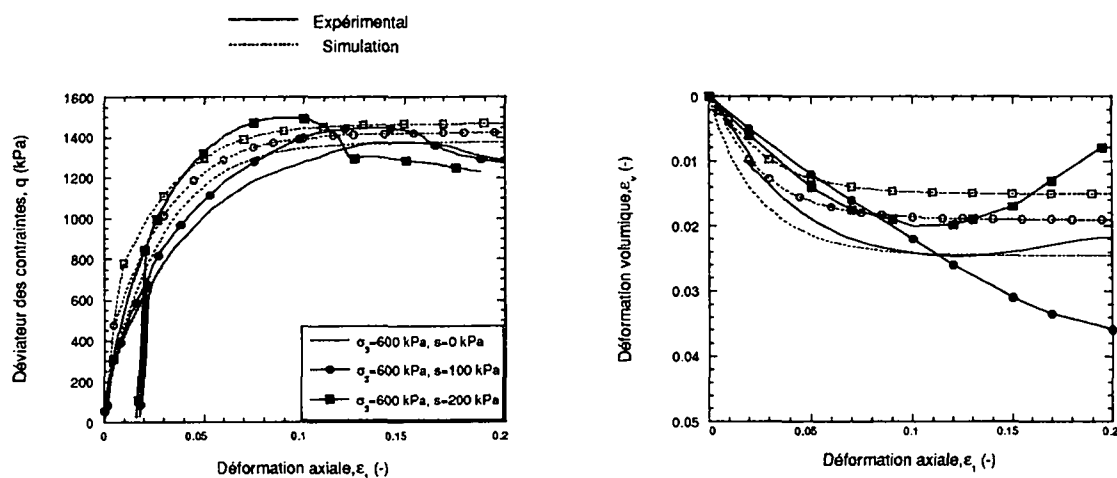 Expérimental
Simulation
Déviateur des contraintes, q (kPa)
1600
1400
1200
1000
800
600
400
200
0
0
0.05
0.1
0.15
0.2
Déformation axiale,ε₁ (-)
σ₃=600 kPa, s=0 kPa
σ₃=600 kPa, s=100 kPa
σ₃=600 kPa, s=200 kPa
Déformation volumique,εᵥ (-)
0
0.01
0.02
0.03
0.04
0.05
0
0.05
0.1
0.15
0.2
Déformation axiale,ε₁ (-)